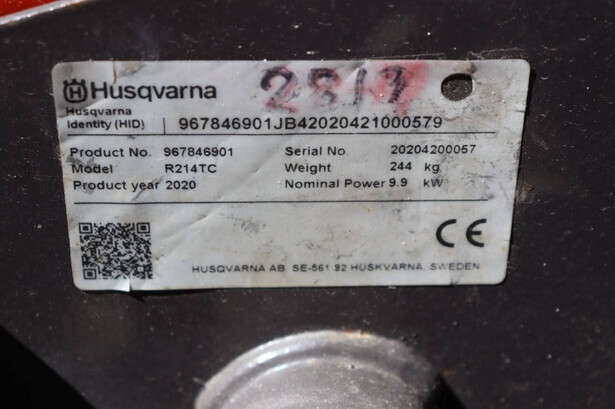 Husqvarna
Husqvarna
Identity (HID) 967846901JB42020421000579
Product No. 967846901 Serial No. 20204200057
Model R214TC Weight 244 kg
Product year 2020 Nominal Power 9.9 kW
CE
HUSQVARNA AB SE-561 82 HUSKVARNA, SWEDEN